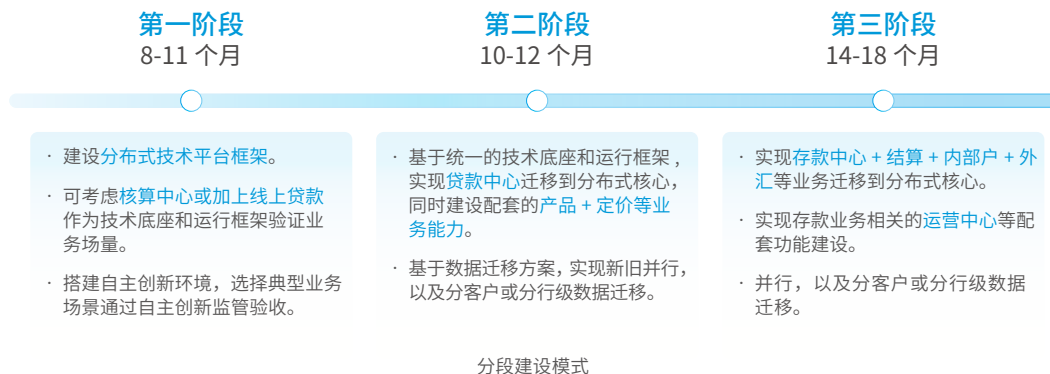 第一阶段
8-11 个月
· 建设分布式技术平台框架。
· 可考虑核算中心或加上线上贷款
作为技术底座和运行框架验证业
务场量。
· 搭建自主创新环境，选择典型业务
场景通过自主创新监管验收。
第二阶段
10-12 个月
· 基于统一的技术底座和运行框架 ,
实现贷款中心迁移到分布式核心，
同时建设配套的产品 + 定价等业
务能力。
· 基于数据迁移方案，实现新旧并行，
以及分客户或分行级数据迁移。
第三阶段
14-18 个月
· 实现存款中心 + 结算 + 内部户 + 外
汇等业务迁移到分布式核心。
· 实现存款业务相关的运营中心等配
套功能建设。
· 并行，以及分客户或分行级数据
迁移。
分段建设模式